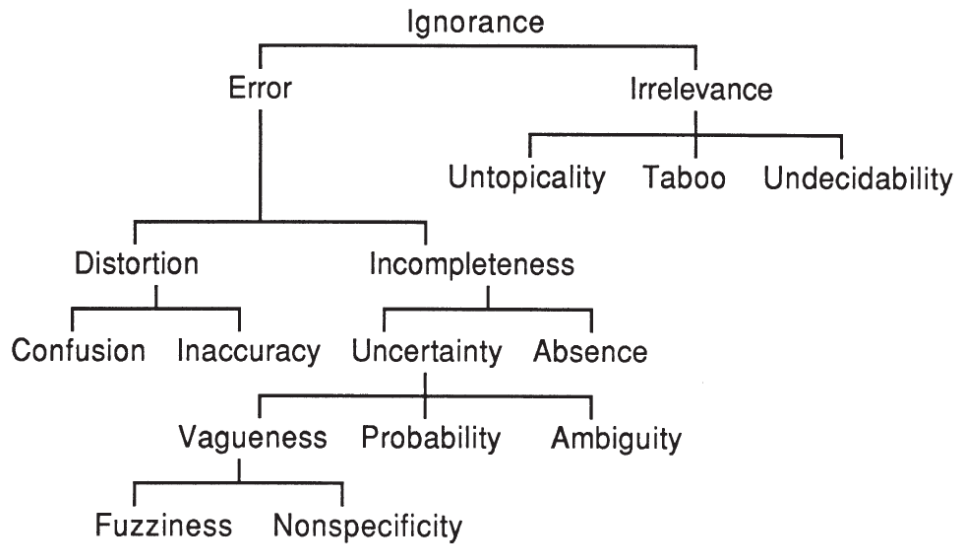 Ignorance
Error Irrelevance
Untopicality Taboo Undecidability
Distortion Incompleteness
Confusion Inaccuracy Uncertainty Absence
Vagueness Probability Ambiguity
Fuzziness Nonspecificity